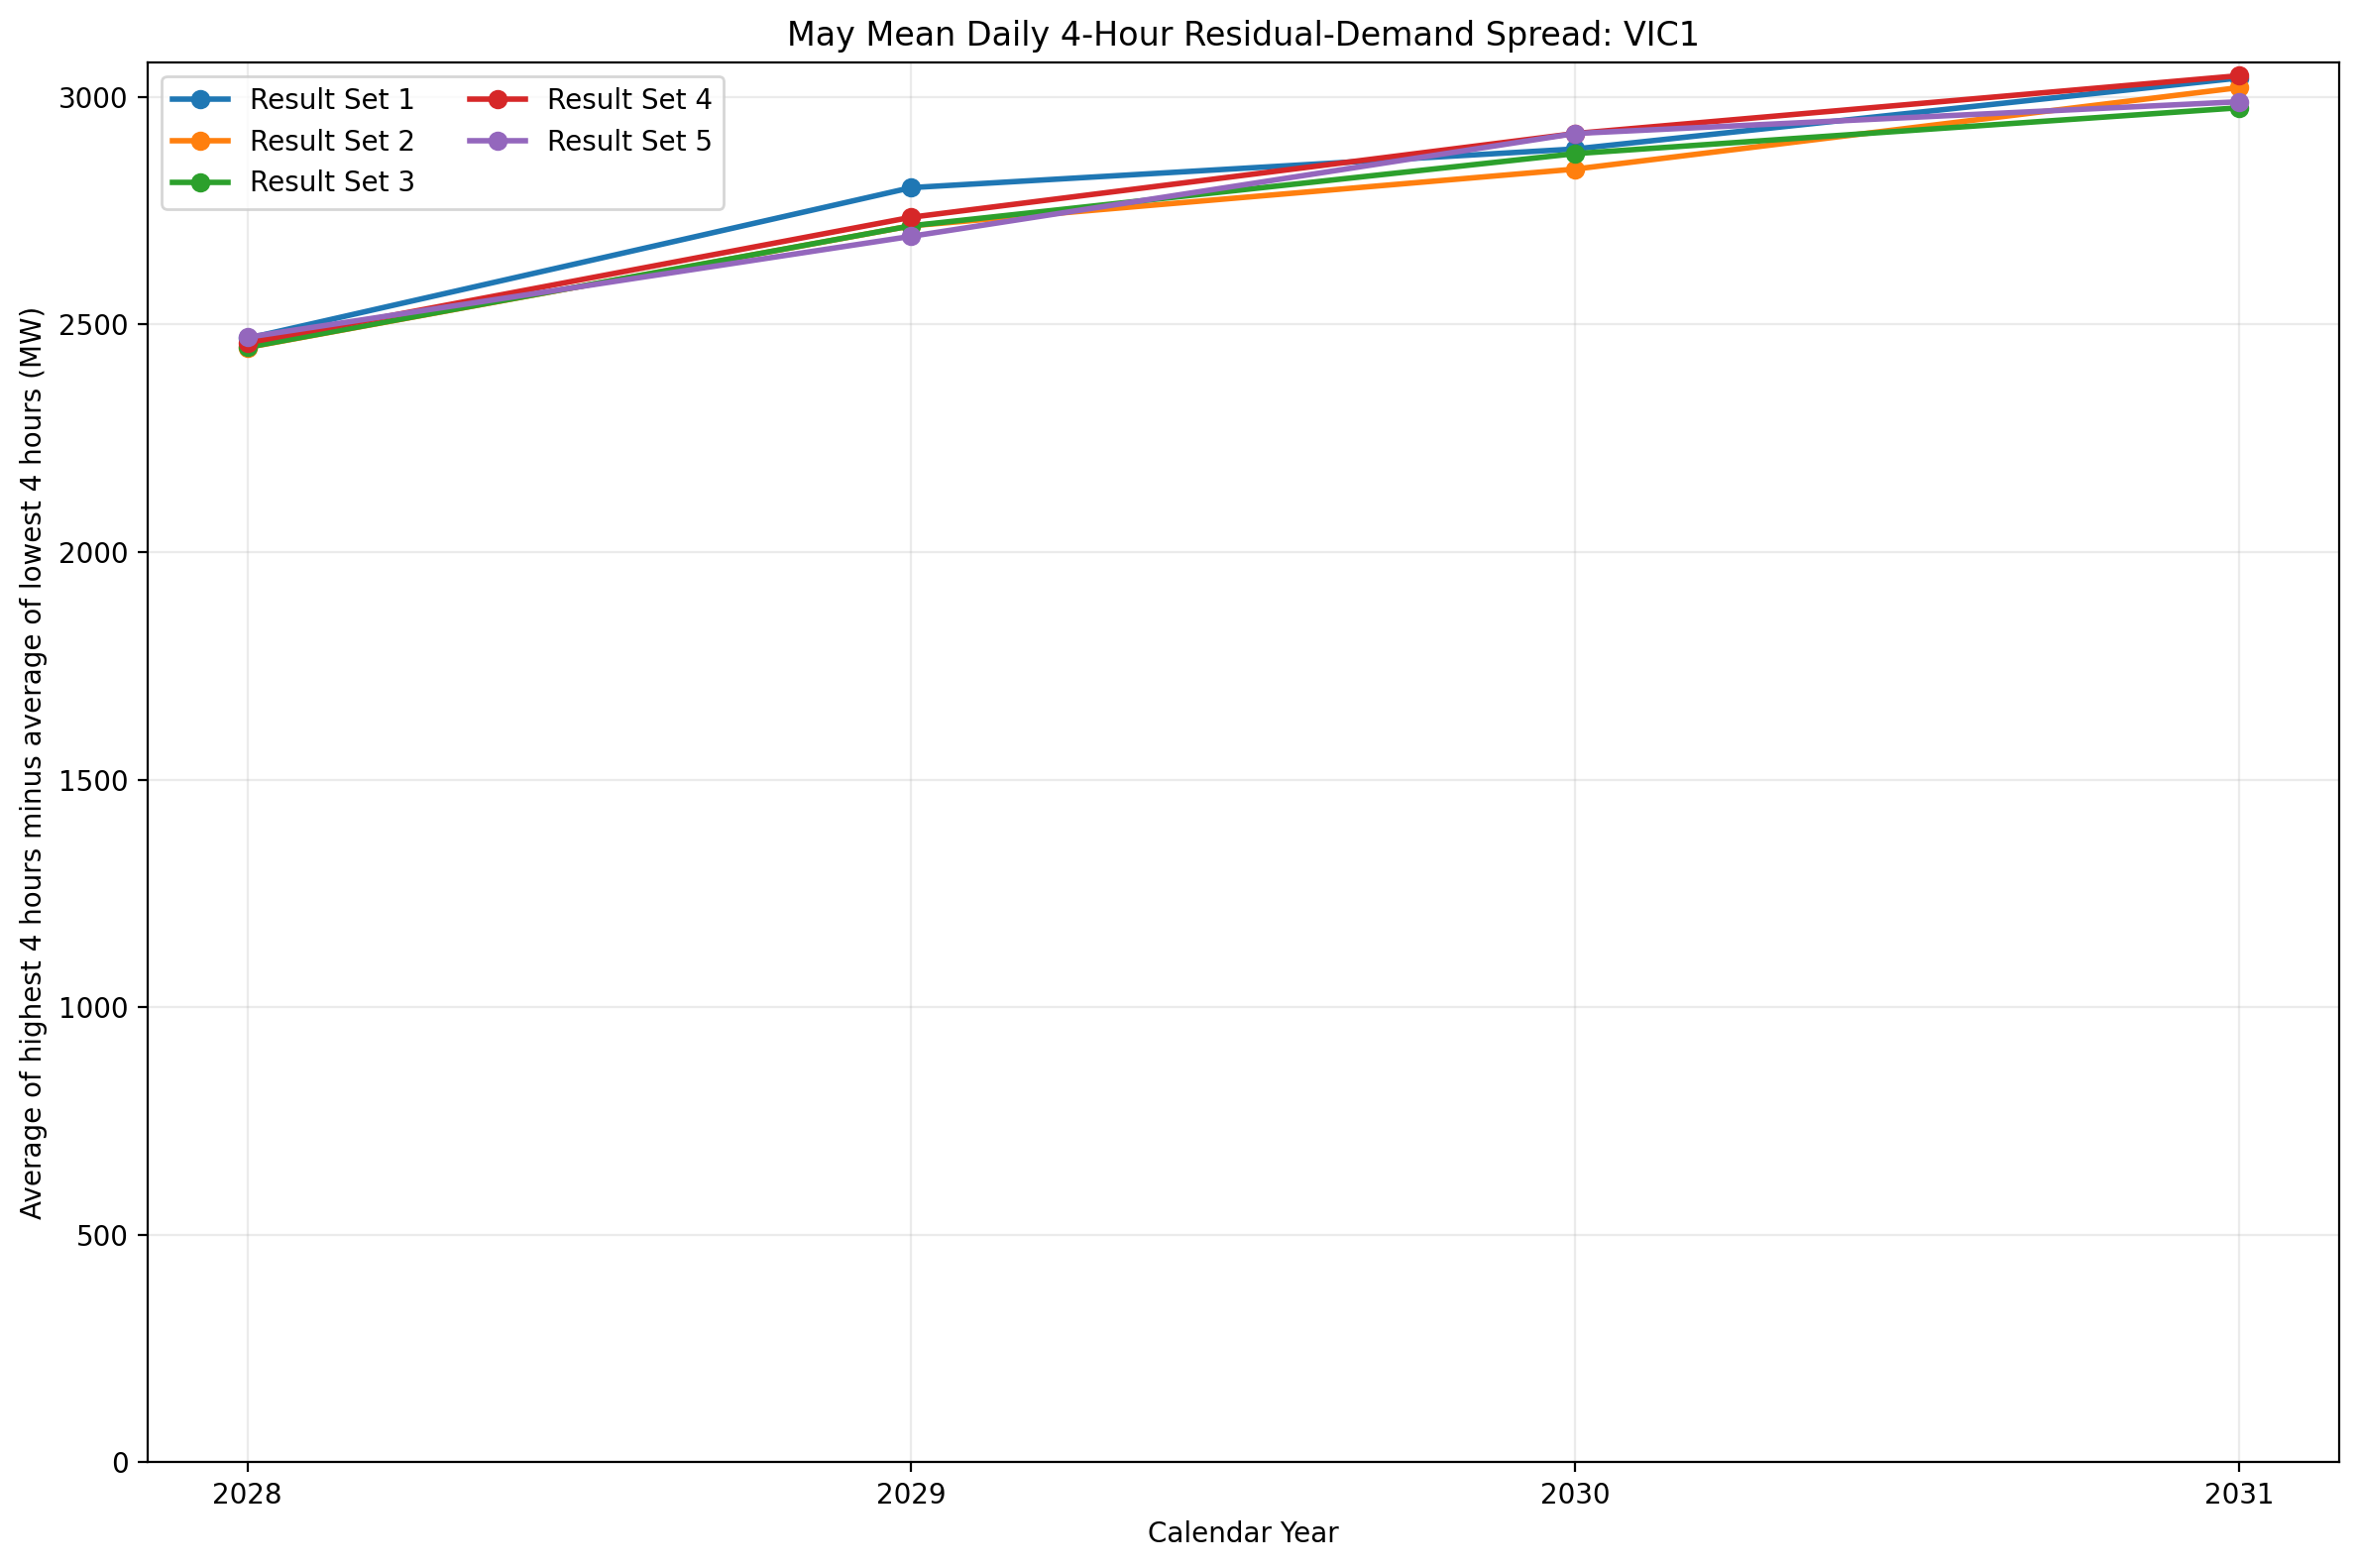 May Mean Daily 4-Hour Residual-Demand Spread: VIC1
Result Set 1
Result Set 2
Result Set 3
Result Set 4
Result Set 5
Average of highest 4 hours minus average of lowest 4 hours (MW)
3000
2500
2000
1500
1000
500
0
2028
2029
2030
2031
Calendar Year